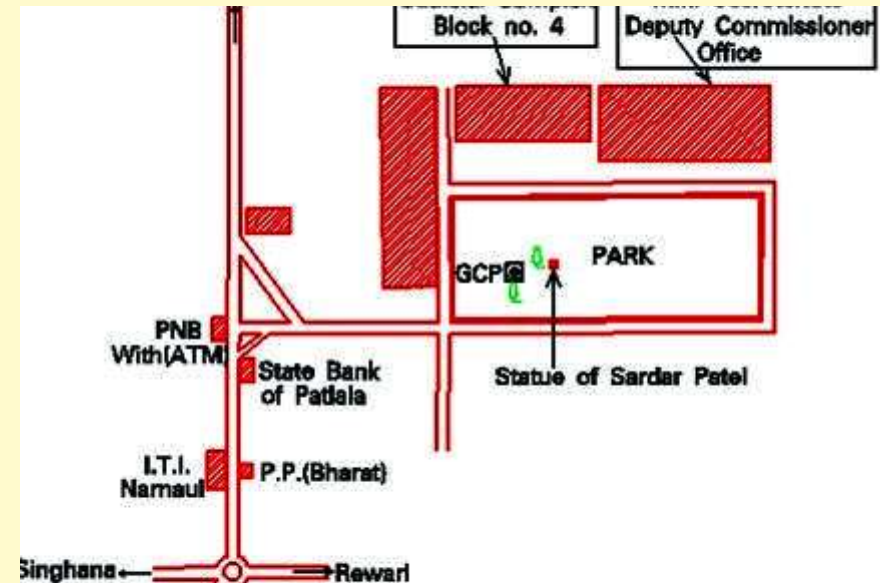 Block no. 4
Deputy Commissioner
Office
PARK
GCP
PNB
With(ATM)
State Bank
of Patiala
Statue of Sardar Patel
I.T.I.
Narnaul
P.P.(Bharat)
Singhana
Rewari